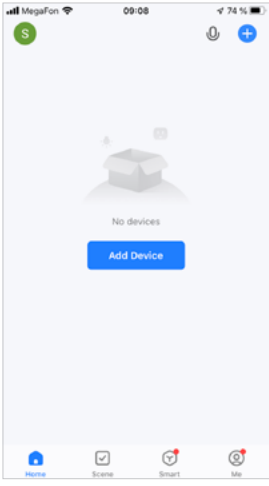 MegaFon 09:08 74 %
S
No devices
Add Device
Home Scene Smart Me